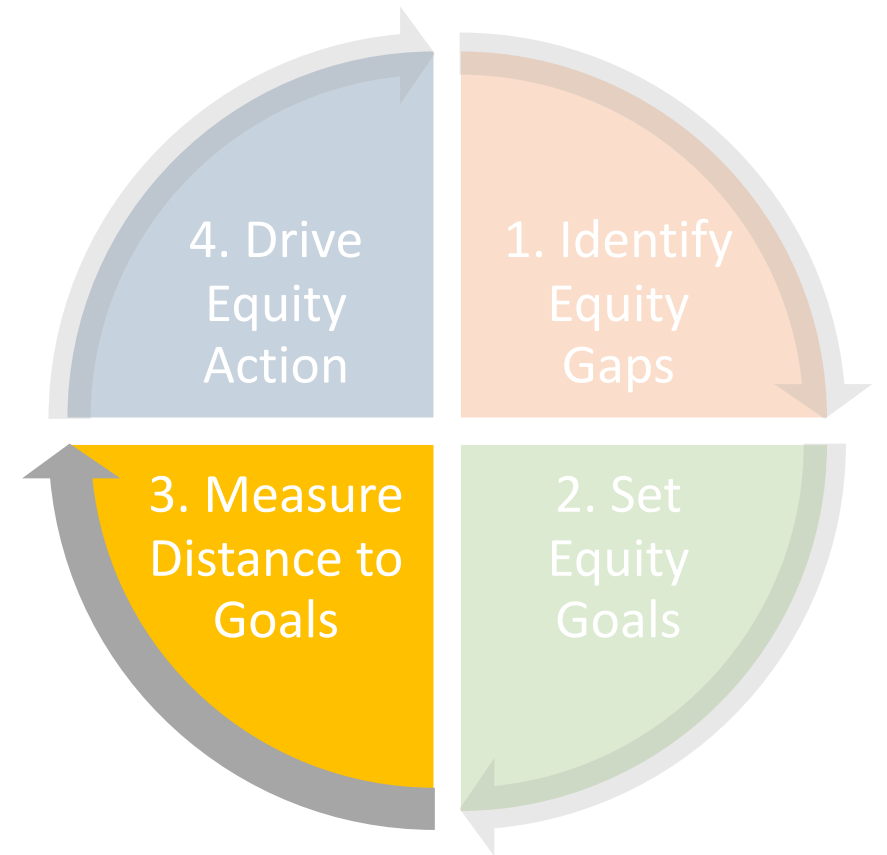 1. Identify
Equity
Gaps
2. Set
Equity
Goals
3. Measure
Distance to
Goals
4. Drive
Equity
Action